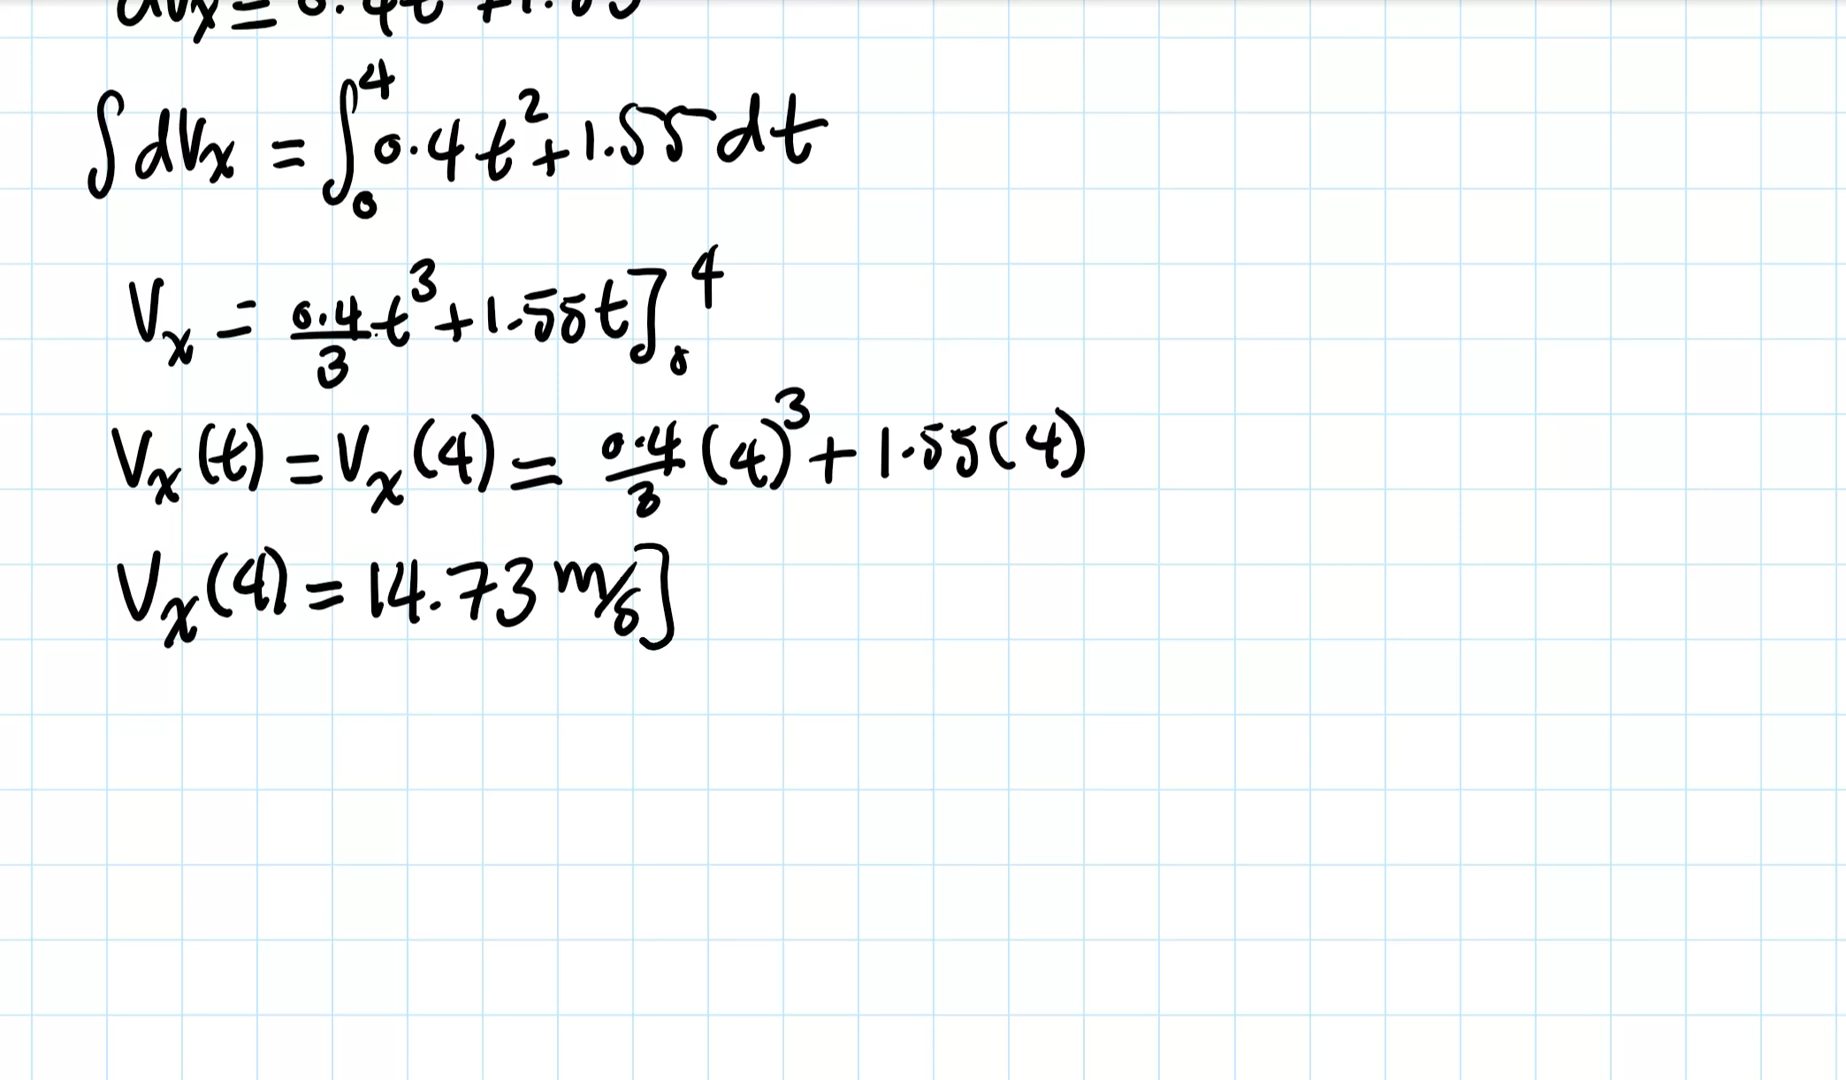 ∫dVx = ∫₀⁴ 0.4t² + 1.55 dt
Vx = 0.4/3 t³ + 1.55t]₀⁴
Vx(t) = Vx(4) = 0.4/3 (4)³ + 1.55(4)
Vx(4) = 14.73 m/s]